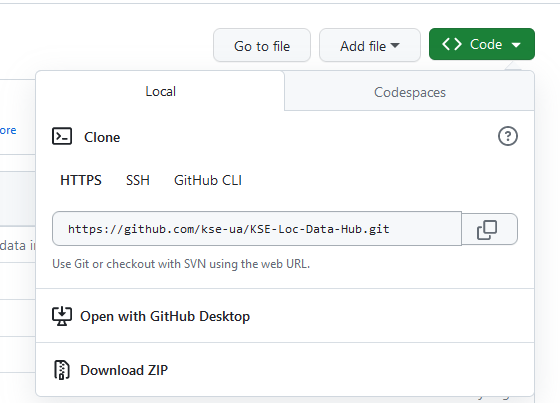 Go to file
Add file
Code
Local
Codespaces
ore
Clone
HTTPS SSH GitHub CLI
https://github.com/kse-ua/KSE-Loc-Data-Hub.git
data i
Use Git or checkout with SVN using the web URL.
Open with GitHub Desktop
Download ZIP